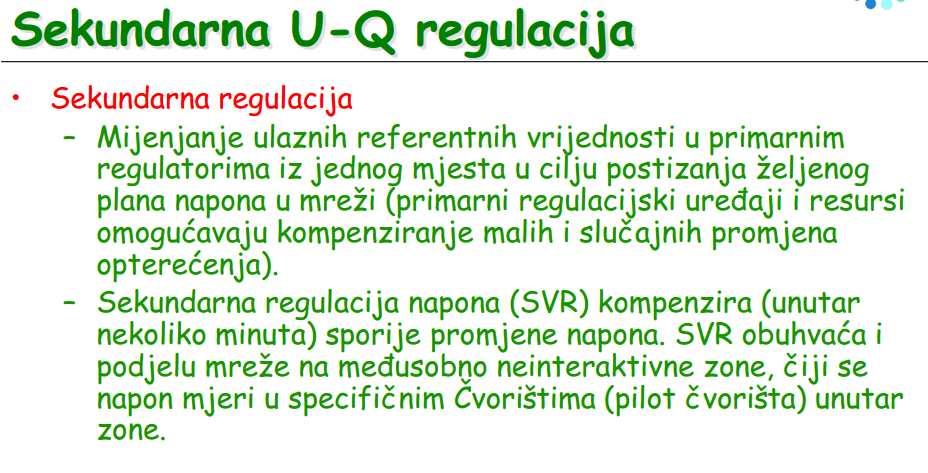 Sekundarna U-Q regulacija
• Sekundarna regulacija
– Mijenjanje ulaznih referentnih vrijednosti u primarnim
regulatorima iz jednog mjesta u cilju postizanja željenog
plana napona u mreži (primarni regulacijski uređaji i resursi
omogućavaju kompenziranje malih i slučajnih promjena
opterećenja).
– Sekundarna regulacija napona (SVR) kompenzira (unutar
nekoliko minuta) sporije promjene napona. SVR obuhvaća i
podjelu mreže na međusobno neinteraktivne zone, čiji se
napon mjeri u specifičnim Čvorištima (pilot čvorišta) unutar
zone.